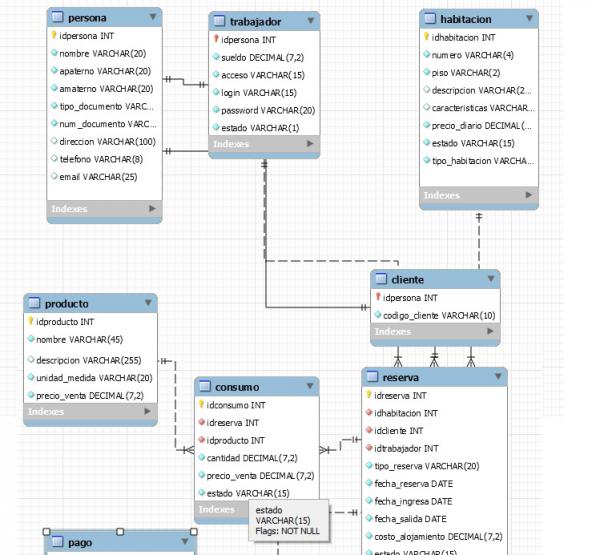 persona
idpersona INT
nombre VARCHAR(20)
apaterno VARCHAR(20)
amaterno VARCHAR(20)
tipo_documento VARC...
num_documento VARC...
direccion VARCHAR(100)
telefono VARCHAR(8)
email VARCHAR(25)
Indexes
trabajador
idpersona INT
sueldo DECIMAL(7,2)
acceso VARCHAR(15)
login VARCHAR(15)
password VARCHAR(20)
estado VARCHAR(1)
Indexes
habitacion
idhabitacion INT
numero VARCHAR(4)
piso VARCHAR(2)
descripcion VARCHAR(2...
caracteristicas VARCHAR...
precio_diario DECIMAL(...
estado VARCHAR(15)
tipo_habitacion VARCHA...
Indexes
cliente
idpersona INT
codigo_cliente VARCHAR(10)
Indexes
producto
idproducto INT
nombre VARCHAR(45)
descripcion VARCHAR(255)
unidad_medida VARCHAR(20)
precio_venta DECIMAL(7,2)
Indexes
consumo
idconsumo INT
idreserva INT
idproducto INT
cantidad DECIMAL(7,2)
precio_venta DECIMAL(7,2)
estado VARCHAR(15)
Indexes
estado
VARCHAR(15)
Flags: NOT NULL
reserva
idreserva INT
idhabitacion INT
idcliente INT
idtrabajador INT
tipo_reserva VARCHAR(20)
fecha_reserva DATE
fecha_ingresa DATE
fecha_salida DATE
costo_alojamiento DECIMAL(7,2)
estado VARCHAR(15)
pago